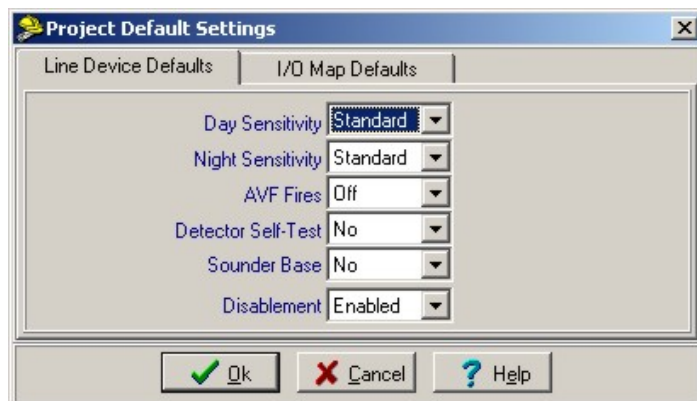 Project Default Settings
Line Device Defaults
I/O Map Defaults
Day Sensitivity Standard
Night Sensitivity Standard
AVF Fires Off
Detector Self-Test No
Sounder Base No
Disablement Enabled
Ok Cancel Help